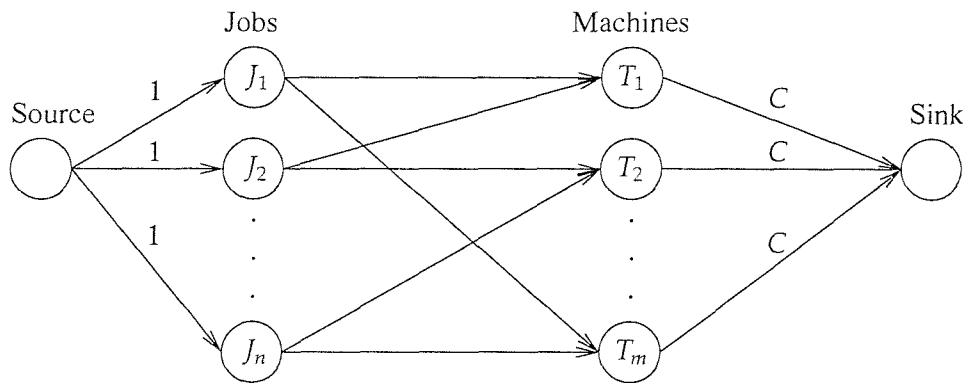 Jobs
Machines
Source
Sink
1
1
1
J₁
J₂
Jₙ
T₁
T₂
Tₘ
C
C
C